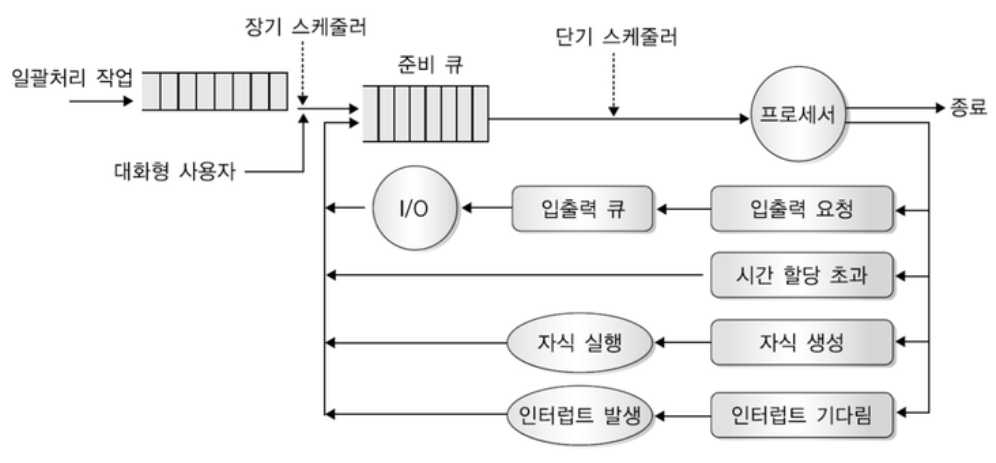 장기 스케줄러
단기 스케줄러
일괄처리 작업
준비 큐
프로세서
종료
대화형 사용자
I/O
입출력 큐
입출력 요청
시간 할당 초과
자식 실행
자식 생성
인터럽트 발생
인터럽트 기다림